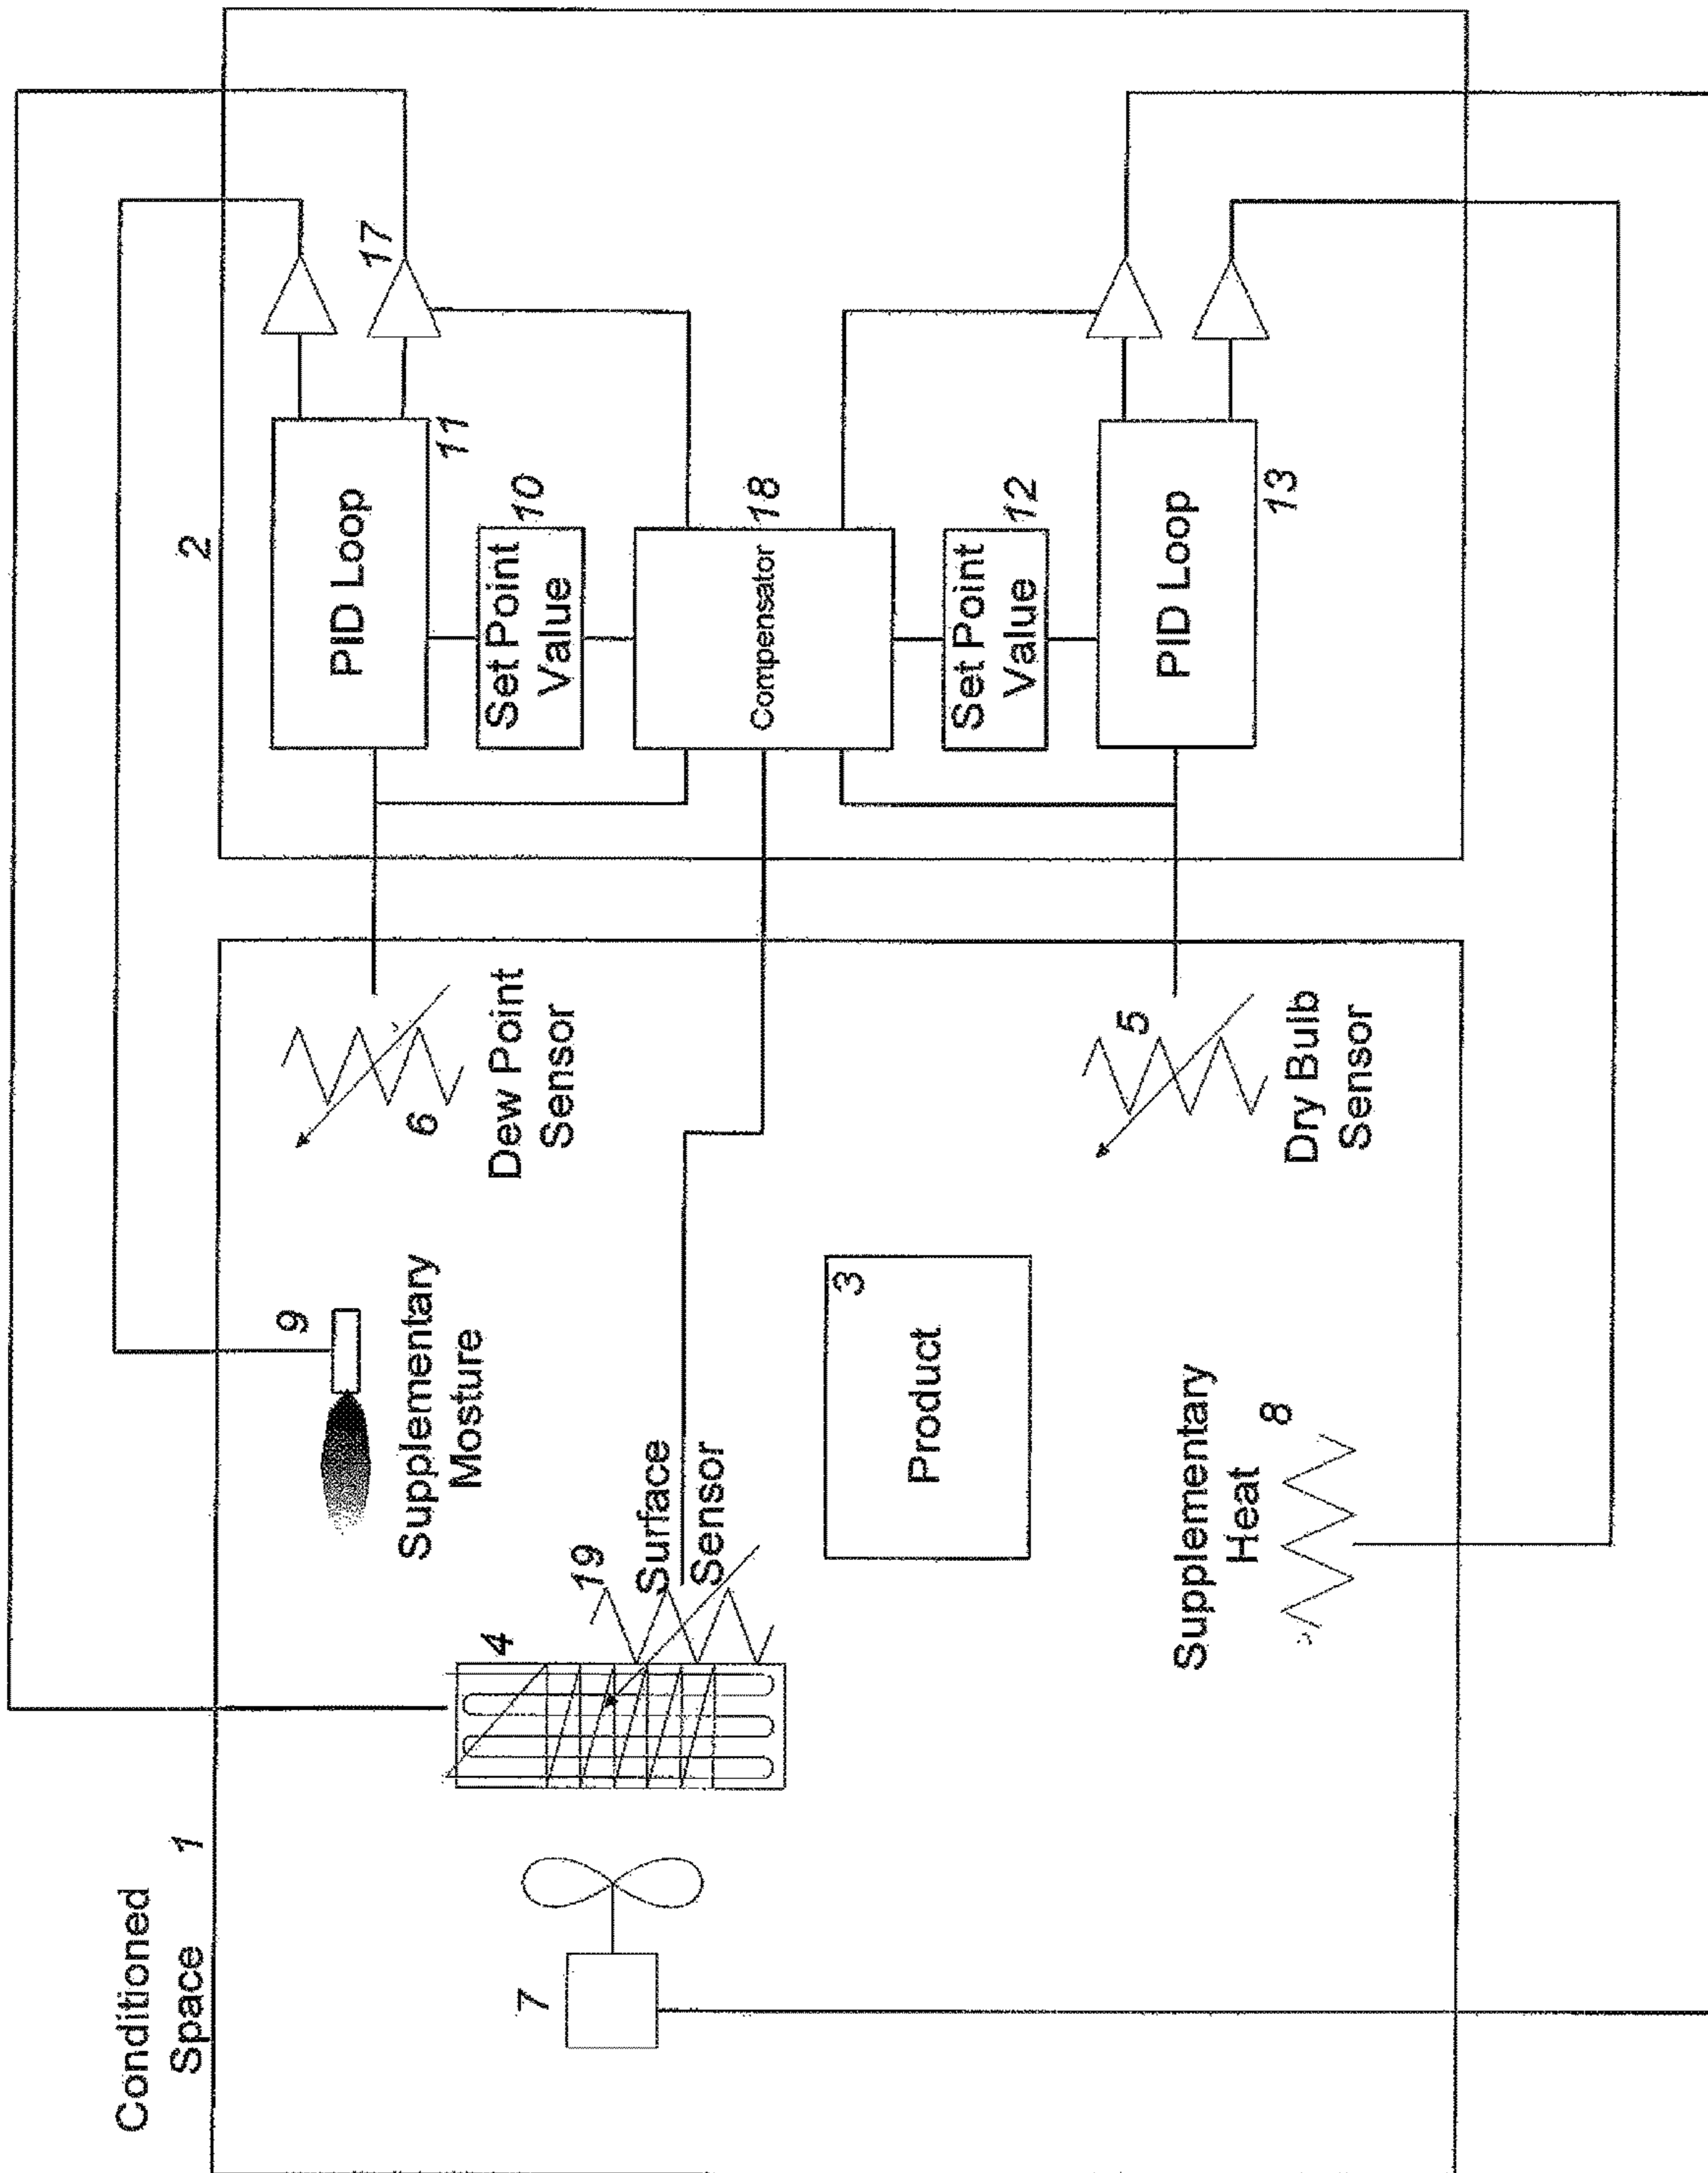 Conditioned
Space 1
2
9
Supplementary
Mosture
6
Dew Point
Sensor
PID Loop
11
17
Set Point
Value
10
7
4
19
Surface
Sensor
Compensator
18
3
Product
Set Point
Value
12
Supplementary
Heat
8
5
Dry Bulb
Sensor
PID Loop
13